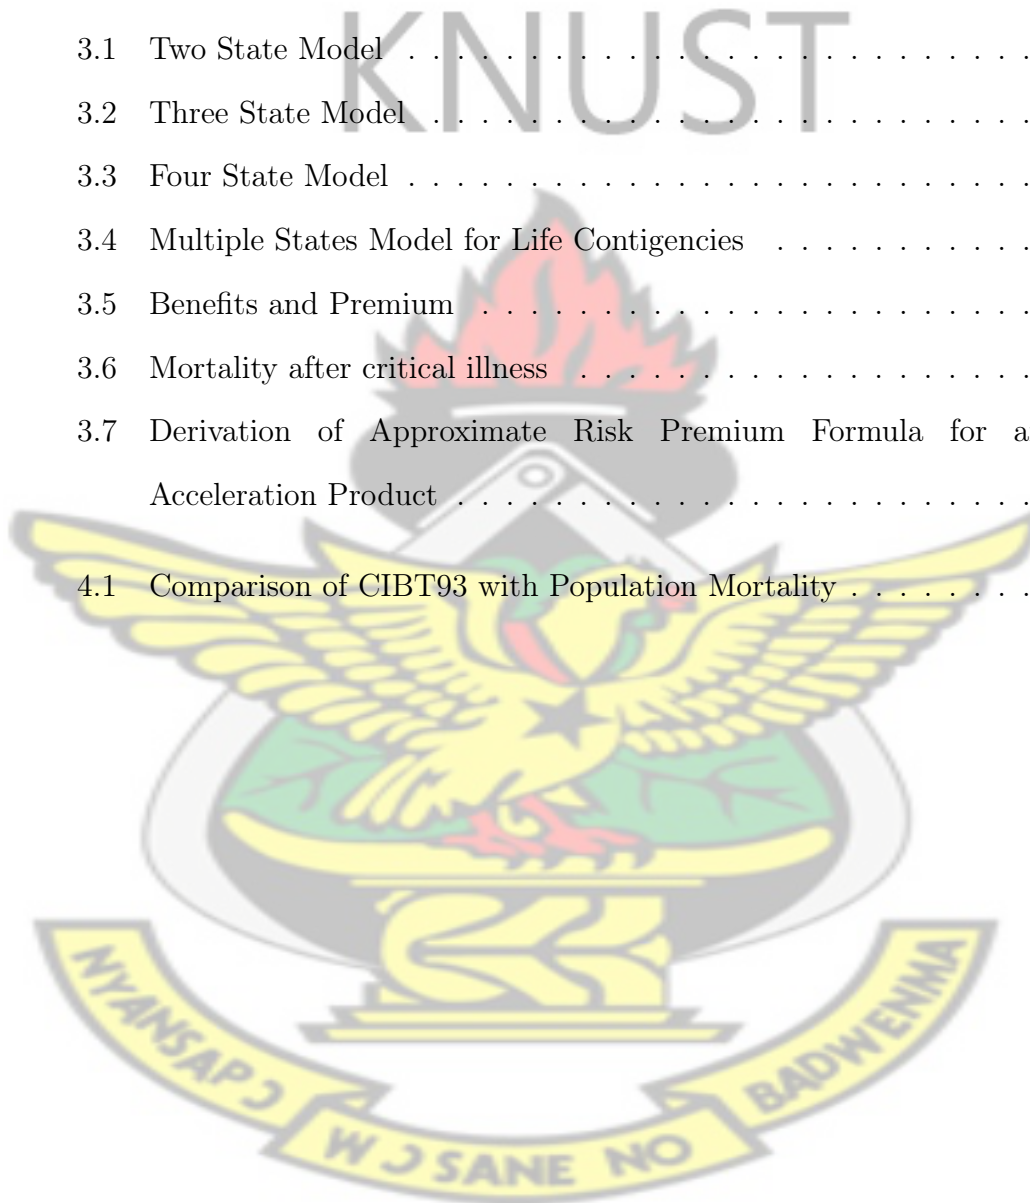 KNUST
3.1 Two State Model . . . . . . . . . . . . . . . . . . . . . . . . . .
3.2 Three State Model . . . . . . . . . . . . . . . . . . . . . . . . .
3.3 Four State Model . . . . . . . . . . . . . . . . . . . . . . . . . .
3.4 Multiple States Model for Life Contigencies . . . . . . . . . . .
3.5 Benefits and Premium . . . . . . . . . . . . . . . . . . . . . . .
3.6 Mortality after critical illness . . . . . . . . . . . . . . . . . .
3.7 Derivation of Approximate Risk Premium Formula for a
Acceleration Product . . . . . . . . . . . . . . . . . . . . . . . .
4.1 Comparison of CIBT93 with Population Mortality . . . . . . . .
NYANSAPƆ
WƆSANE NO
BADWENMA